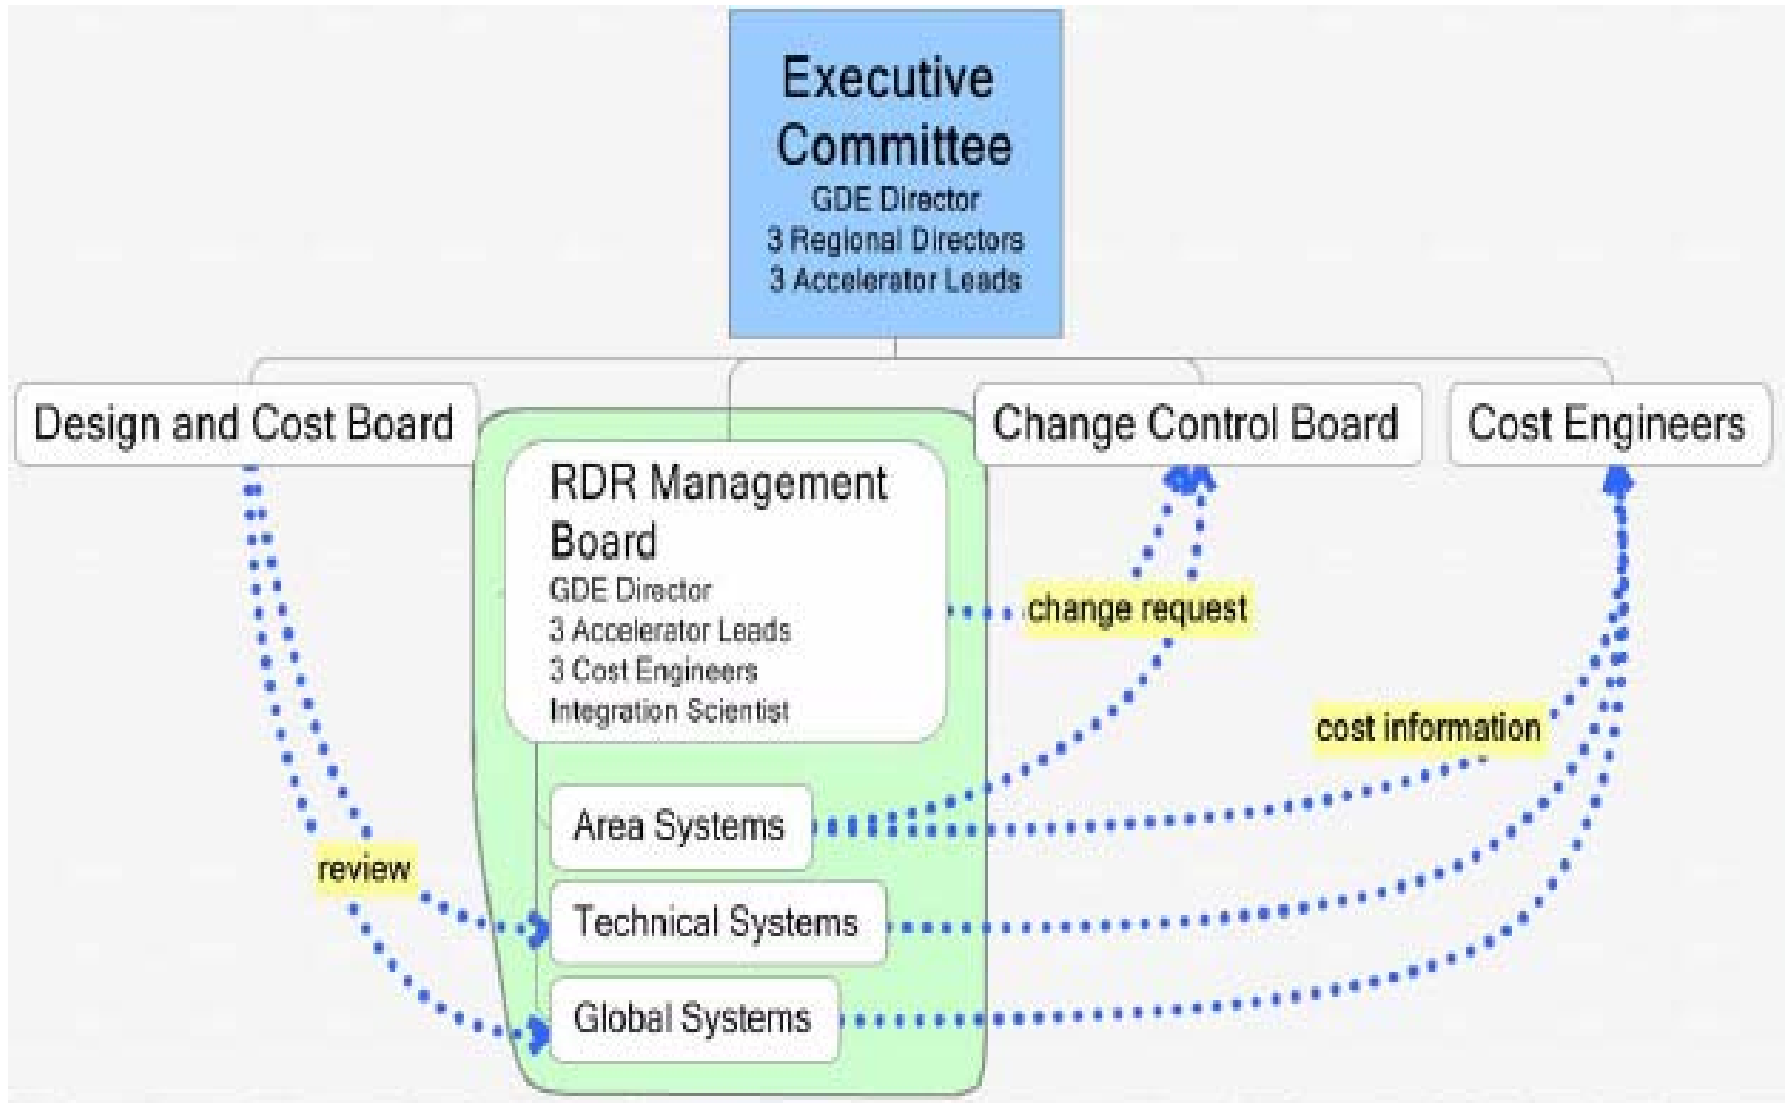 Executive
Committee
GDE Director
3 Regional Directors
3 Accelerator Leads
Design and Cost Board
Change Control Board
Cost Engineers
RDR Management
Board
GDE Director
3 Accelerator Leads
3 Cost Engineers
Integration Scientist
change request
cost information
Area Systems
review
Technical Systems
Global Systems